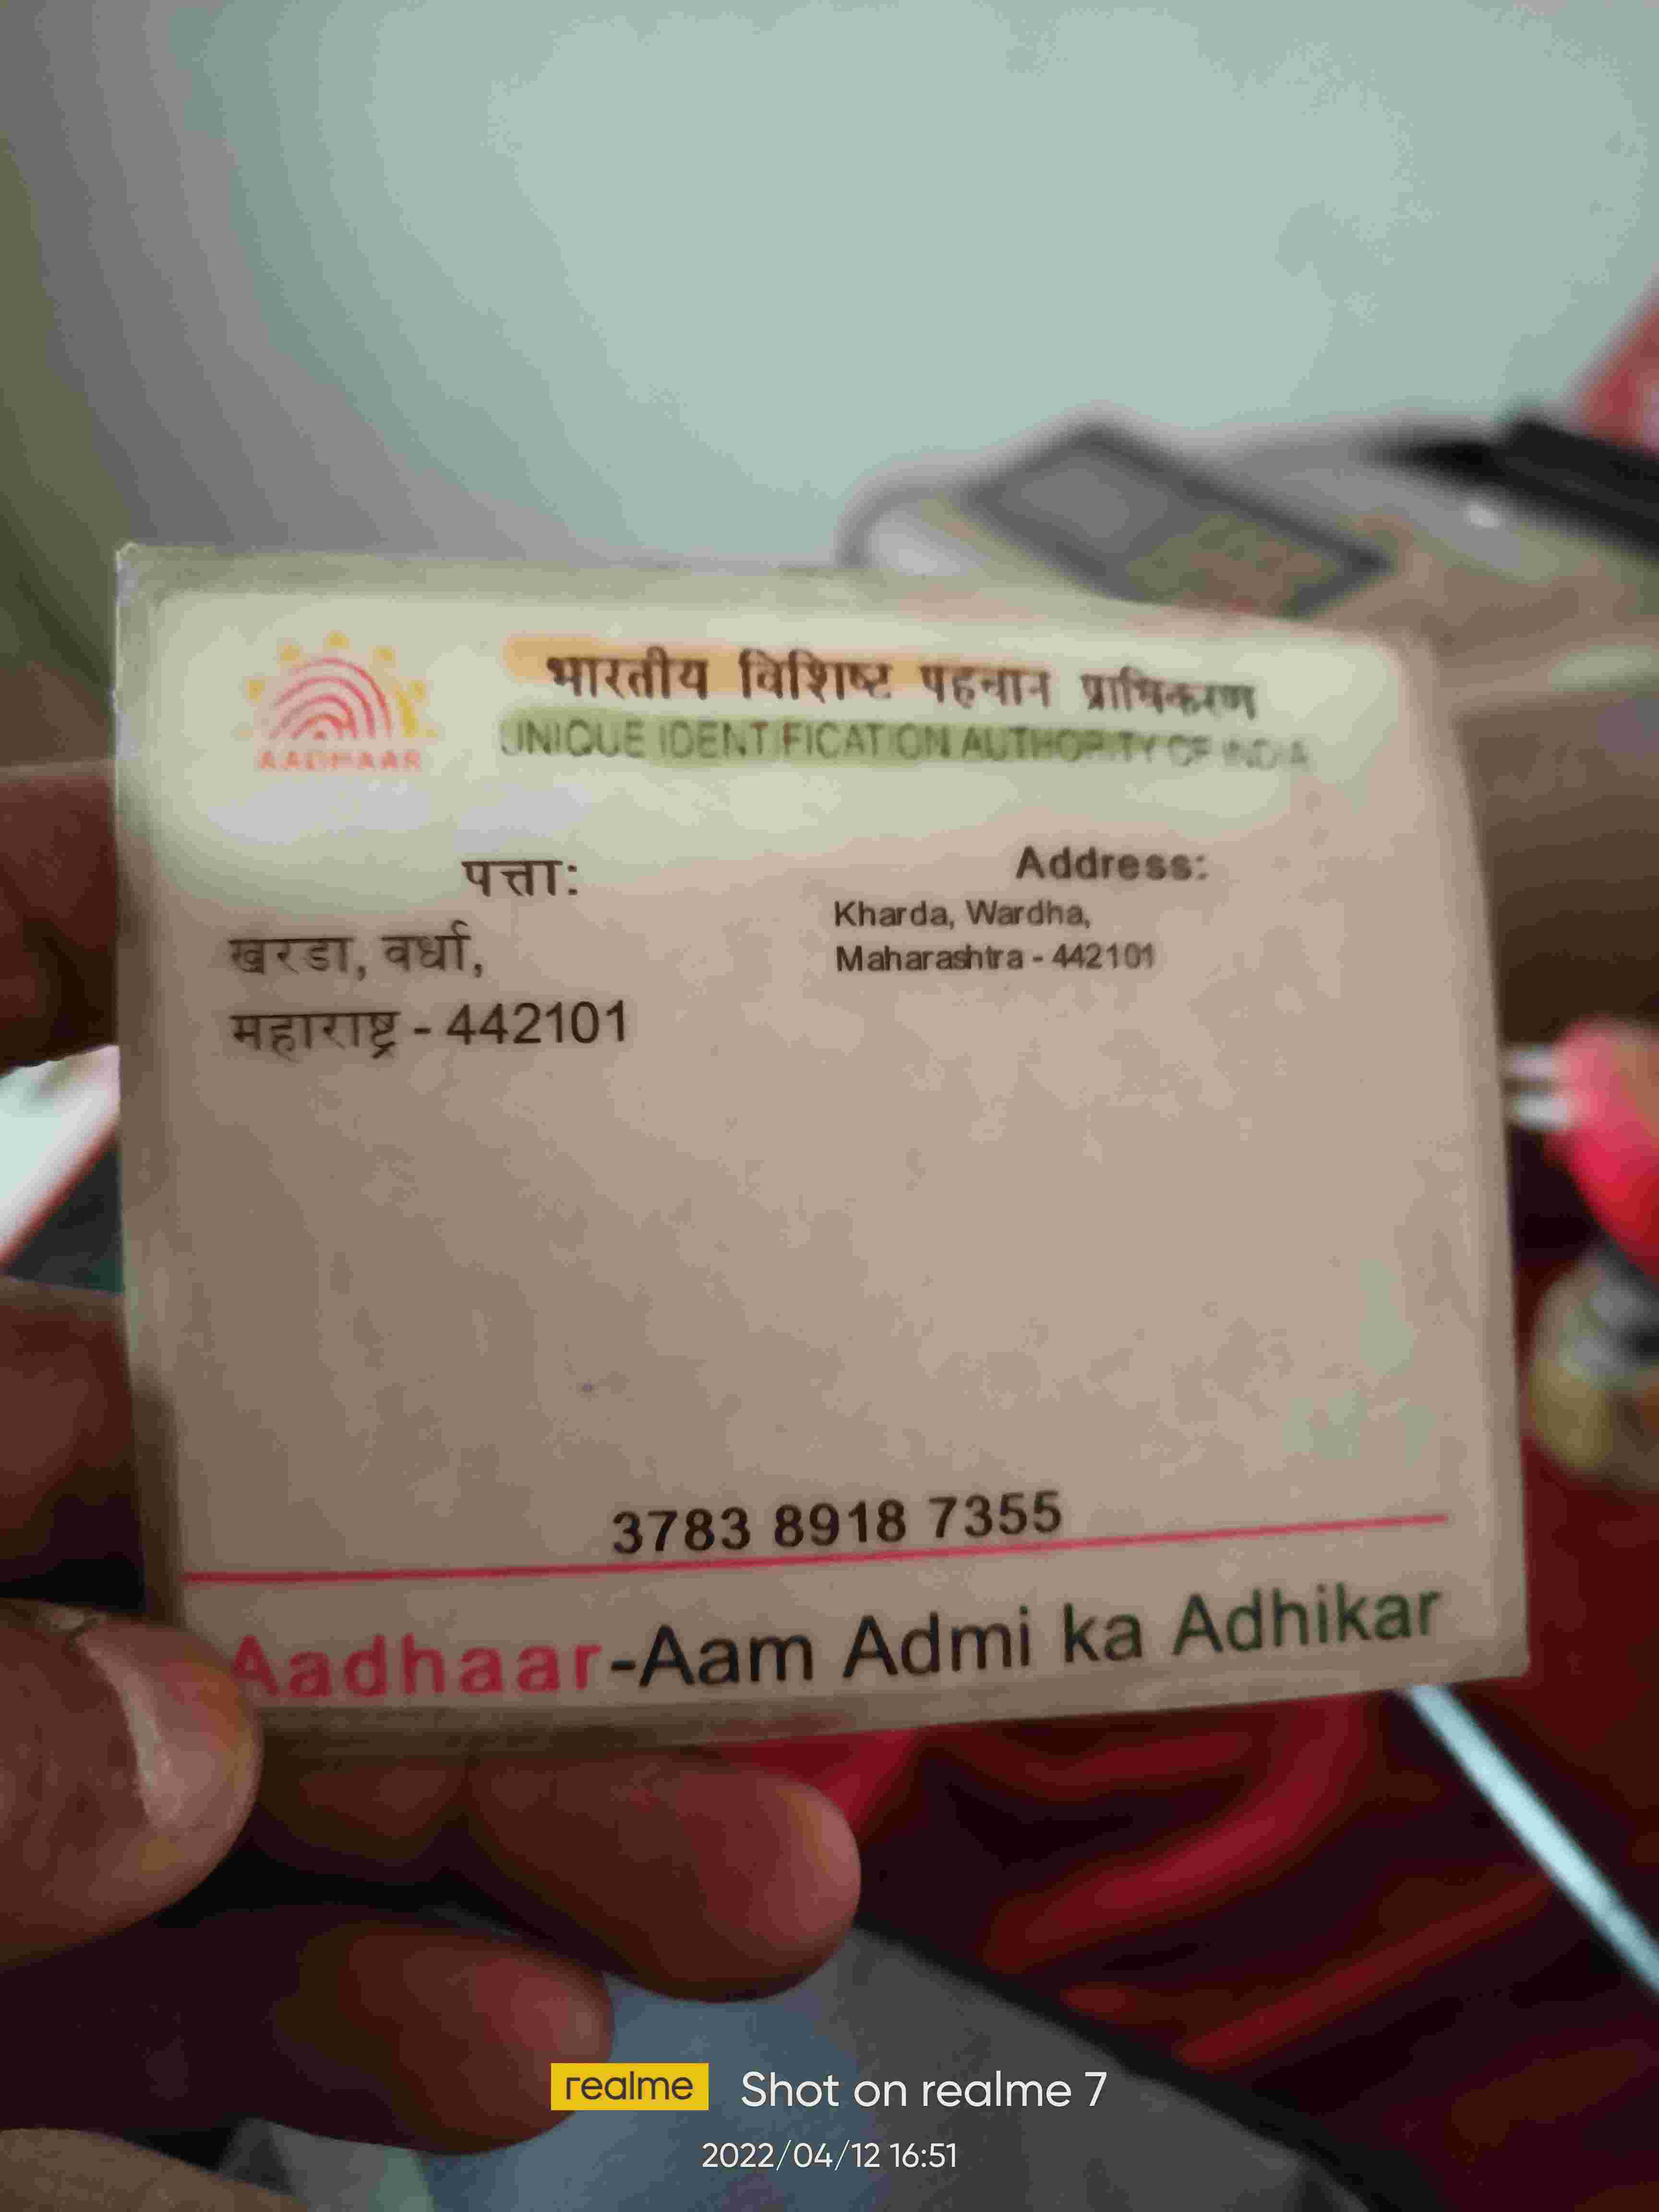 भारतीय विशिष्ट पहचान प्राधिकरण
UNIQUE IDENTIFICATION AUTHORITY OF INDIA
AADHAAR
पत्ता:
खरडा, वर्धा,
महाराष्ट्र - 442101
Address:
Kharda, Wardha,
Maharashtra - 442101
3783 8918 7355
Aadhaar-Aam Admi ka Adhikar
realme Shot on realme 7
2022/04/12 16:51